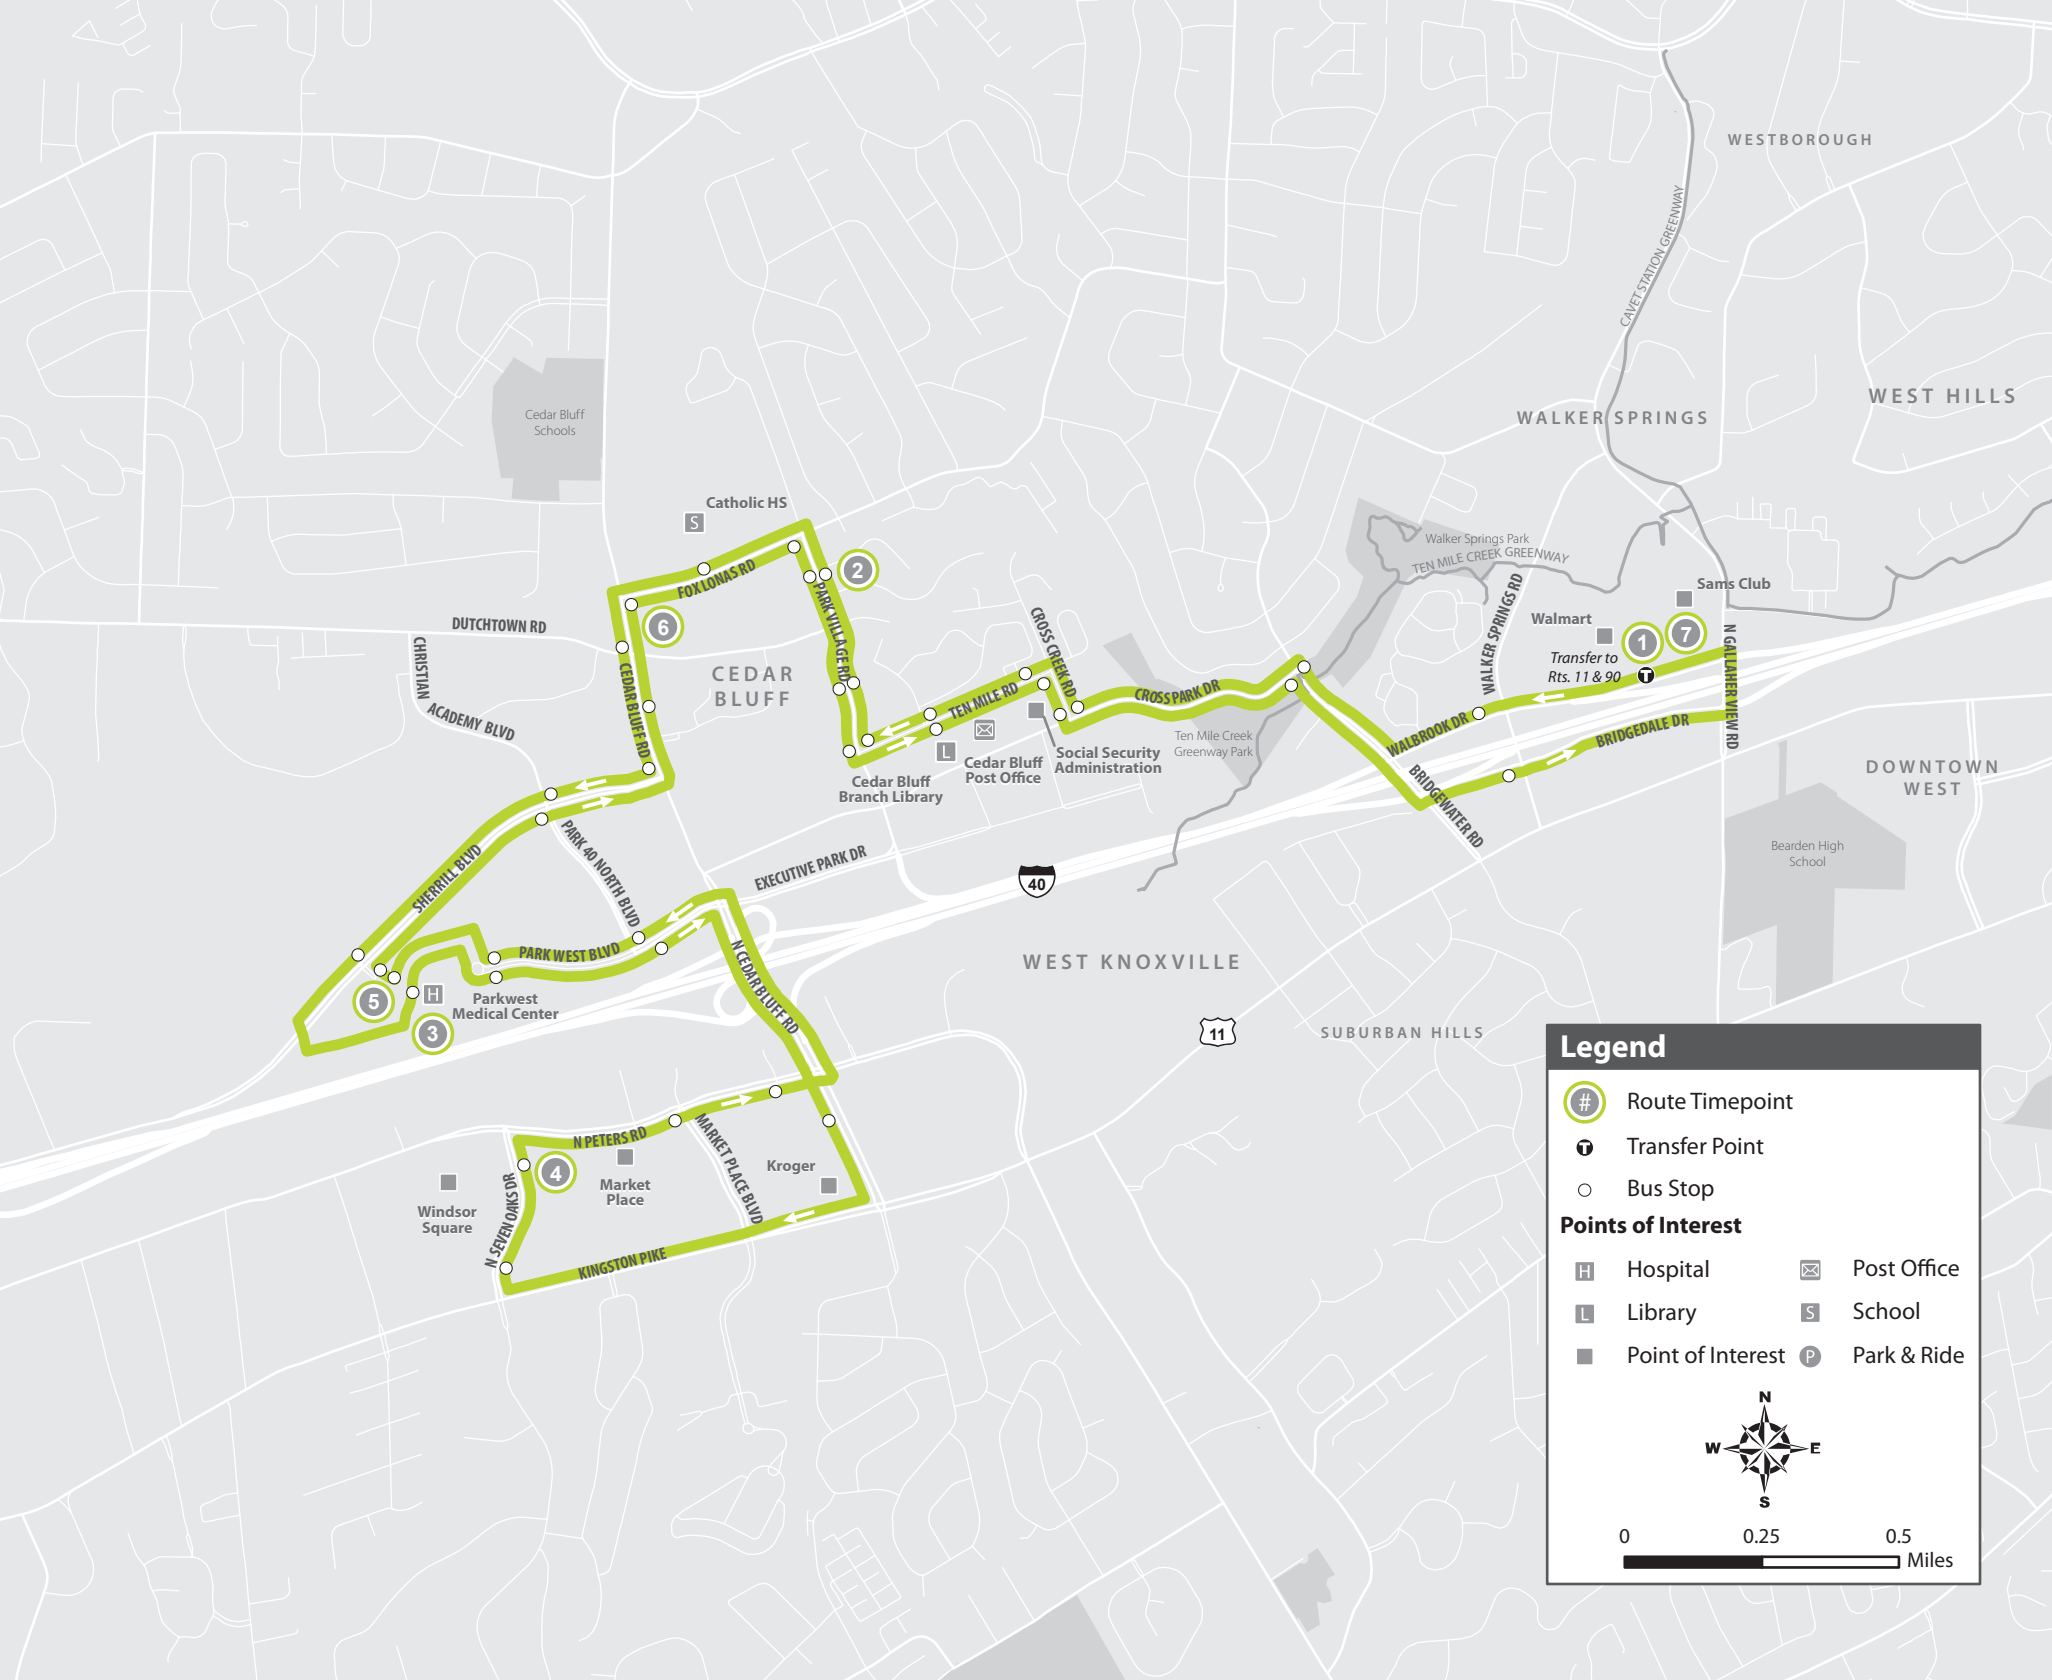 WESTBOROUGH
CAVET STATION GREENWAY
WEST HILLS
WALKER SPRINGS
Cedar Bluff
Schools
Catholic HS
S
Walker Springs Park
TEN MILE CREEK GREENWAY
2
FOX LONAS RD
Sams Club
Walmart
6
DUTCHTOWN RD
PARK VILLAGE RD
CROSS CREEK RD
WALKER SPRINGS RD
1
7
N GALLAHER VIEW RD
Transfer to
Rts. 11 & 90
T
CHRISTIAN
ACADEMY BLVD
CEDAR BLUFF RD
CEDAR
BLUFF
TEN MILE RD
CROSS PARK DR
WALBROOK DR
BRIDGEDALE DR
BRIDGEWATER RD
Ten Mile Creek
Greenway Park
L
Cedar Bluff
Post Office
Social Security
Administration
Cedar Bluff
Branch Library
DOWNTOWN
WEST
Bearden High
School
SHERRILL BLVD
PARK 40 NORTH BLVD
EXECUTIVE PARK DR
40
PARK WEST BLVD
N CEDAR BLUFF RD
WEST KNOXVILLE
5
H
Parkwest
Medical Center
3
11
SUBURBAN HILLS
N PETERS RD
MARKET PLACE BLVD
4
Market
Place
Kroger
N SEVEN OAKS DR
Windsor
Square
KINGSTON PIKE
Legend
# Route Timepoint
T Transfer Point
Bus Stop
Points of Interest
H Hospital
Post Office
L Library
S School
Point of Interest
P Park & Ride
N
W E
S
0 0.25 0.5
Miles